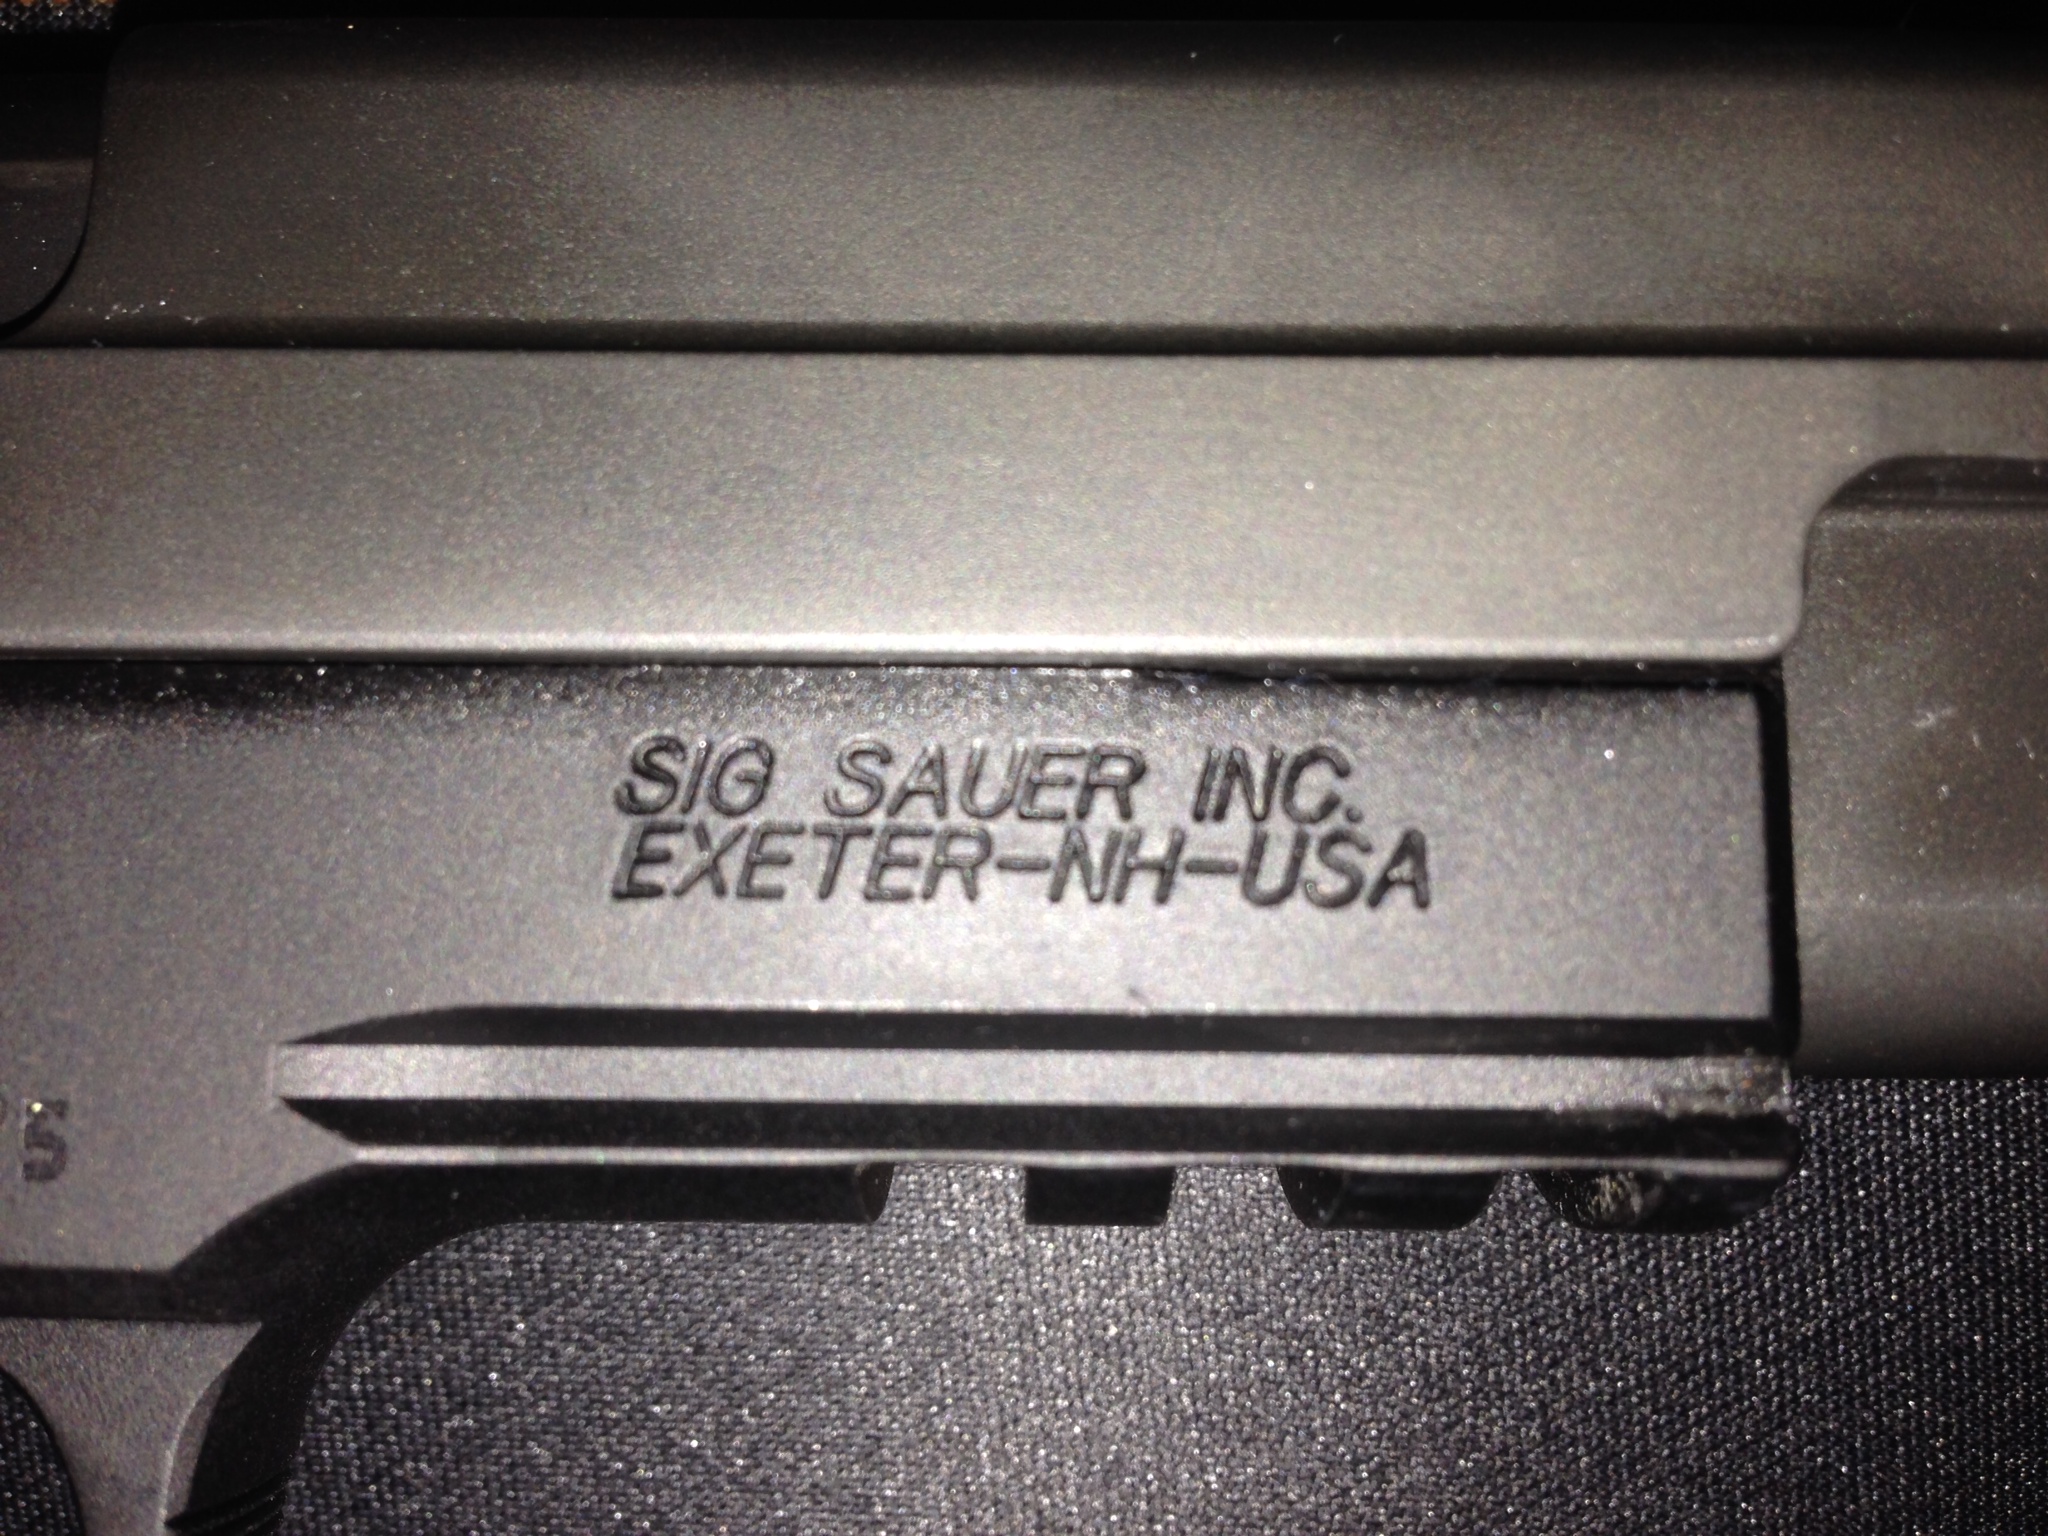 SIG SAUER INC.
EXETER-NH-USA